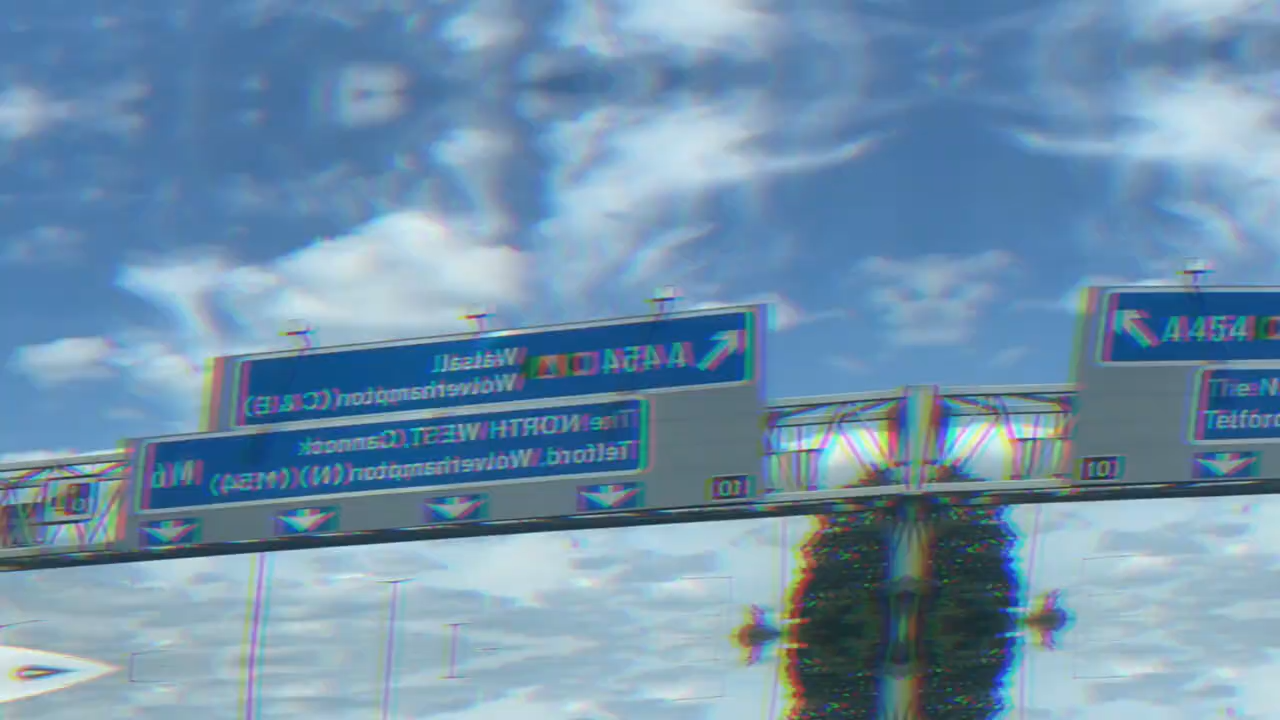 Walsall
Wolverhampton (C & E)
A454
The NORTH WEST, Cannock
Telford, Wolverhampton (N) (M54)
M6
10
A454
The N
Telford
10